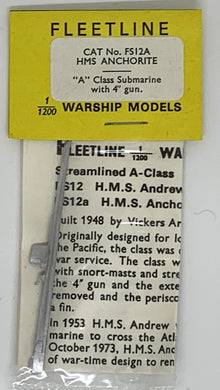 FLEETLINE
CAT No. FS12A
HMS ANCHORITE
"A" Class Submarine
with 4" gun.
1/1200 WARSHIP MODELS
FLEETLINE 1/1200 WA
Streamlined A-Class
FS12 H.M.S. Andrew
FS12a H.M.S. Ancho
Built 1948 by Vickers Ar
Originally designed for lo
the Pacific, the class was
war service. The class w
with snort-masts and stre
the 4" gun and the exte
removed and the perisco
a fin.
In 1953 H.M.S. Andrew
marine to cross the Atl
October 1973, H.M.S. Anc
of war-time design to ren